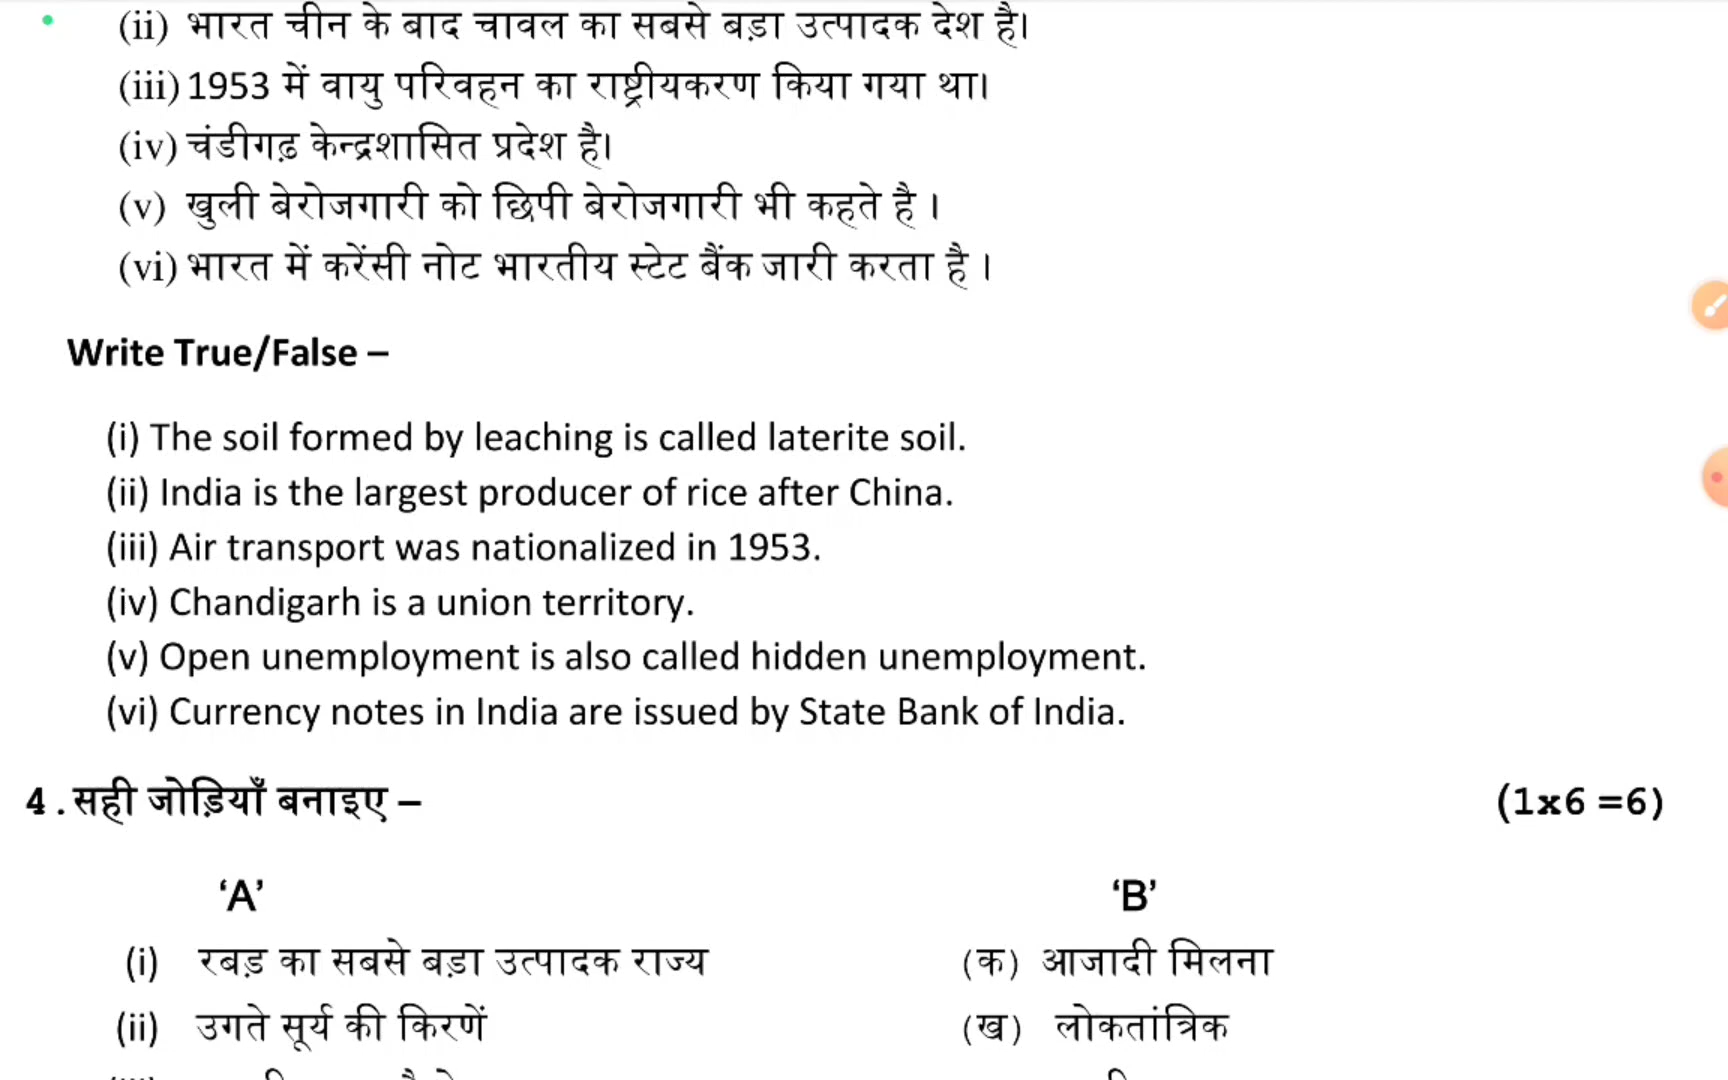 (ii) भारत चीन के बाद चावल का सबसे बड़ा उत्पादक देश है।
(iii) 1953 में वायु परिवहन का राष्ट्रीयकरण किया गया था।
(iv) चंडीगढ़ केन्द्रशासित प्रदेश है।
(v) खुली बेरोजगारी को छिपी बेरोजगारी भी कहते है ।
(vi) भारत में करेंसी नोट भारतीय स्टेट बैंक जारी करता है ।
Write True/False –
(i) The soil formed by leaching is called laterite soil.
(ii) India is the largest producer of rice after China.
(iii) Air transport was nationalized in 1953.
(iv) Chandigarh is a union territory.
(v) Open unemployment is also called hidden unemployment.
(vi) Currency notes in India are issued by State Bank of India.
4.सही जोड़ियाँ बनाइए – (1x6 =6)
‘A’ ‘B’
(i) रबड़ का सबसे बड़ा उत्पादक राज्य (क) आजादी मिलना
(ii) उगते सूर्य की किरणें (ख) लोकतांत्रिक